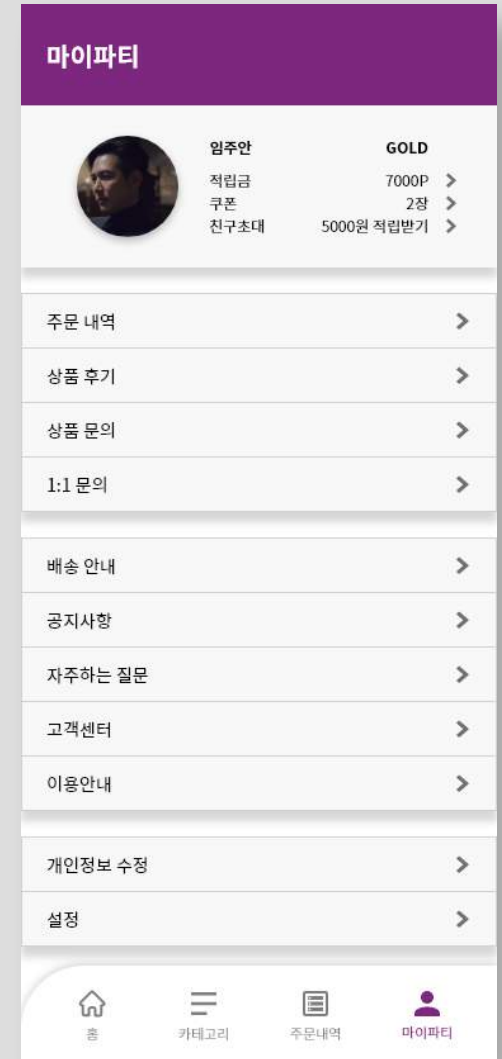 마이파티
임주안 GOLD
적립금 7000P
쿠폰 2장
친구초대 5000원 적립받기
주문 내역
상품 후기
상품 문의
1:1 문의
배송 안내
공지사항
자주하는 질문
고객센터
이용안내
개인정보 수정
설정
홈 카테고리 주문내역 마이파티